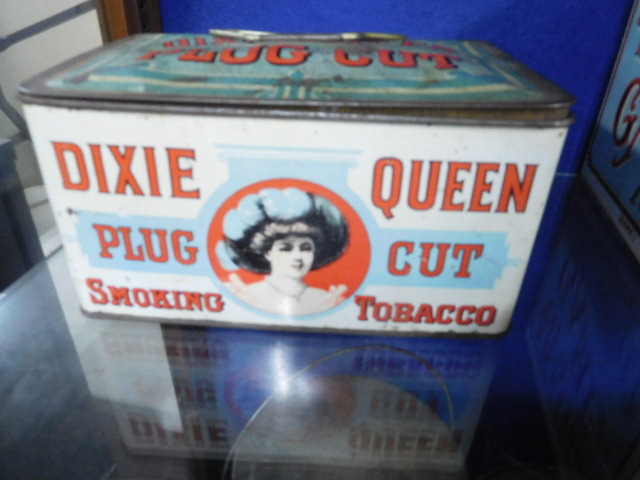 PLUG CUT
DIXIE QUEEN
PLUG CUT
SMOKING TOBACCO